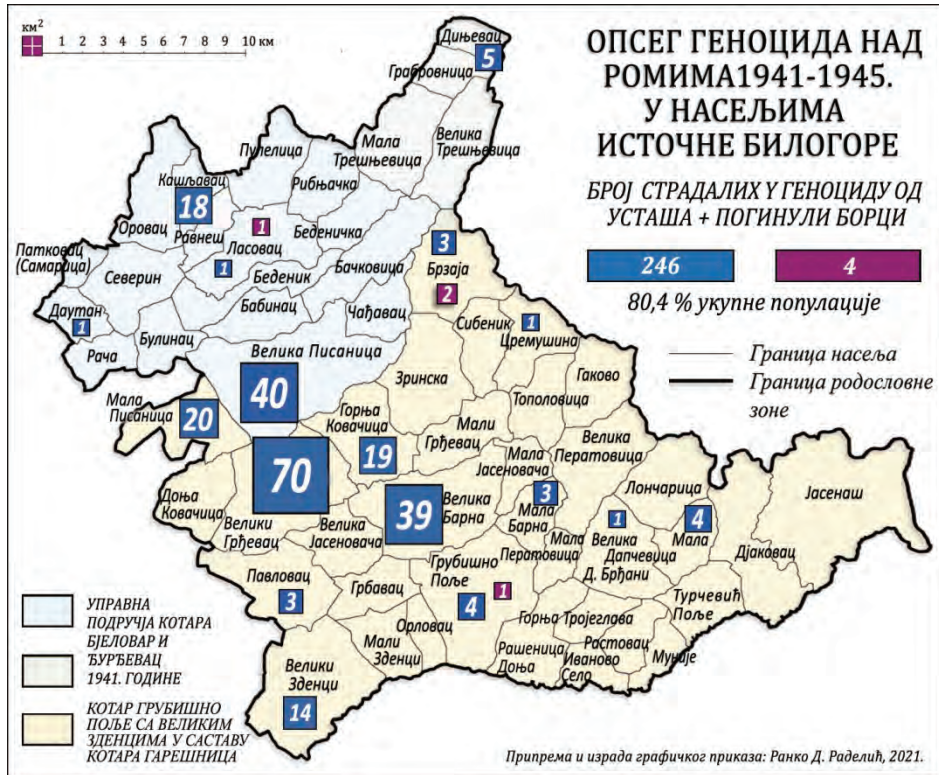 км²
1 2 3 4 5 6 7 8 9 10 км
ОПСЕГ ГЕНОЦИДА НАД
РОМИМА1941-1945.
У НАСЕЉИМА
ИСТОЧНЕ БИЛОГОРЕ
БРОЈ СТРАДАЛИХ У ГЕНОЦИДУ ОД
УСТАША + ПОГИНУЛИ БОРЦИ
246
4
80,4 % укупне популације
Граница насеља
Граница родословне
зоне
Дињевац
5
Грабровница
Мала
Трешњевица
Велика
Трешњевица
Пупелица
Рибњачка
Кашљавац
18
Оровац
Равнеш
1
Ласовац
1
Беденичка
Патковац
(Самарица)
Северин
Беденик
Бачковица
3
Брзаја
2
Даутан
1
Бабинац
Чађавац
Булинац
Рача
Сибеник
1
Цремушина
Велика Писаница
40
Зринска
Гаково
Мала
Писаница
20
Горња
Ковачица
19
Тополовица
Мали
Грђевац
Велика
Ператовица
70
Мала
Јасеновача
Лончарица
Јасенаш
Доња
Ковачица
39
Велика
Барна
3
Мала
Барна
1
4
Мала
Велики
Грђевац
Велика
Јасеновача
Мала
Ператовица
Велика
Дапчевица
Д. Брђани
Дјаковац
Павловац
3
Грбавац
Грубишно
Поље
4
1
Турчевић
Поље
Орловац
Горња
Тројеглава
Рашеница
Доња
Растовац
Иваново
Село
Мунаје
Мали
Зденци
Велики
Зденци
14
УПРАВНА
ПОДРУЧЈА КОТАРА
БЈЕЛОВАР И
ЂУРЂЕВАЦ
1941. ГОДИНЕ
КОТАР ГРУБИШНО
ПОЉЕ СА ВЕЛИКИМ
ЗДЕНЦИМА У САСТАВУ
КОТАРА ГАРЕШНИЦА
Припрема и израда графичког приказа: Ранко Д. Раделић, 2021.